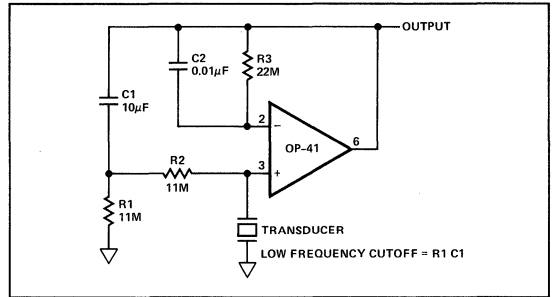 OUTPUT
C2
0.01µF
R3
22M
C1
10µF
2
−
OP-41
6
R2
11M
3
+
R1
11M
TRANSDUCER
LOW FREQUENCY CUTOFF = R1 C1